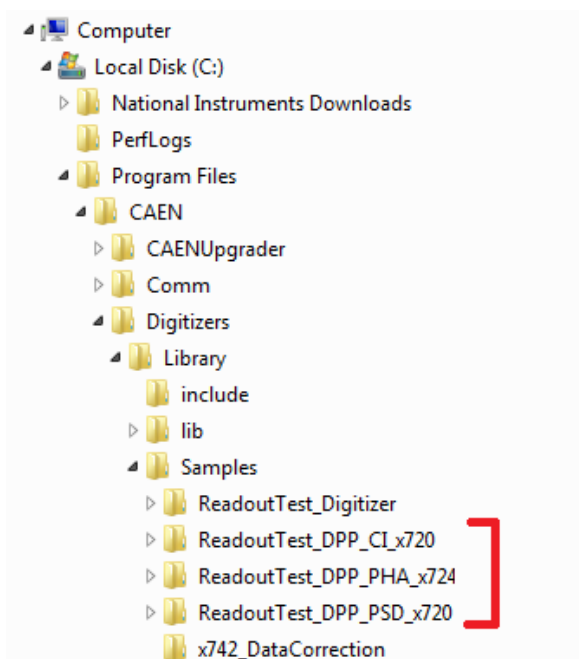 Computer
Local Disk (C:)
National Instruments Downloads
PerfLogs
Program Files
CAEN
CAENUpgrader
Comm
Digitizers
Library
include
lib
Samples
ReadoutTest_Digitizer
ReadoutTest_DPP_CI_x720
ReadoutTest_DPP_PHA_x724
ReadoutTest_DPP_PSD_x720
x742_DataCorrection